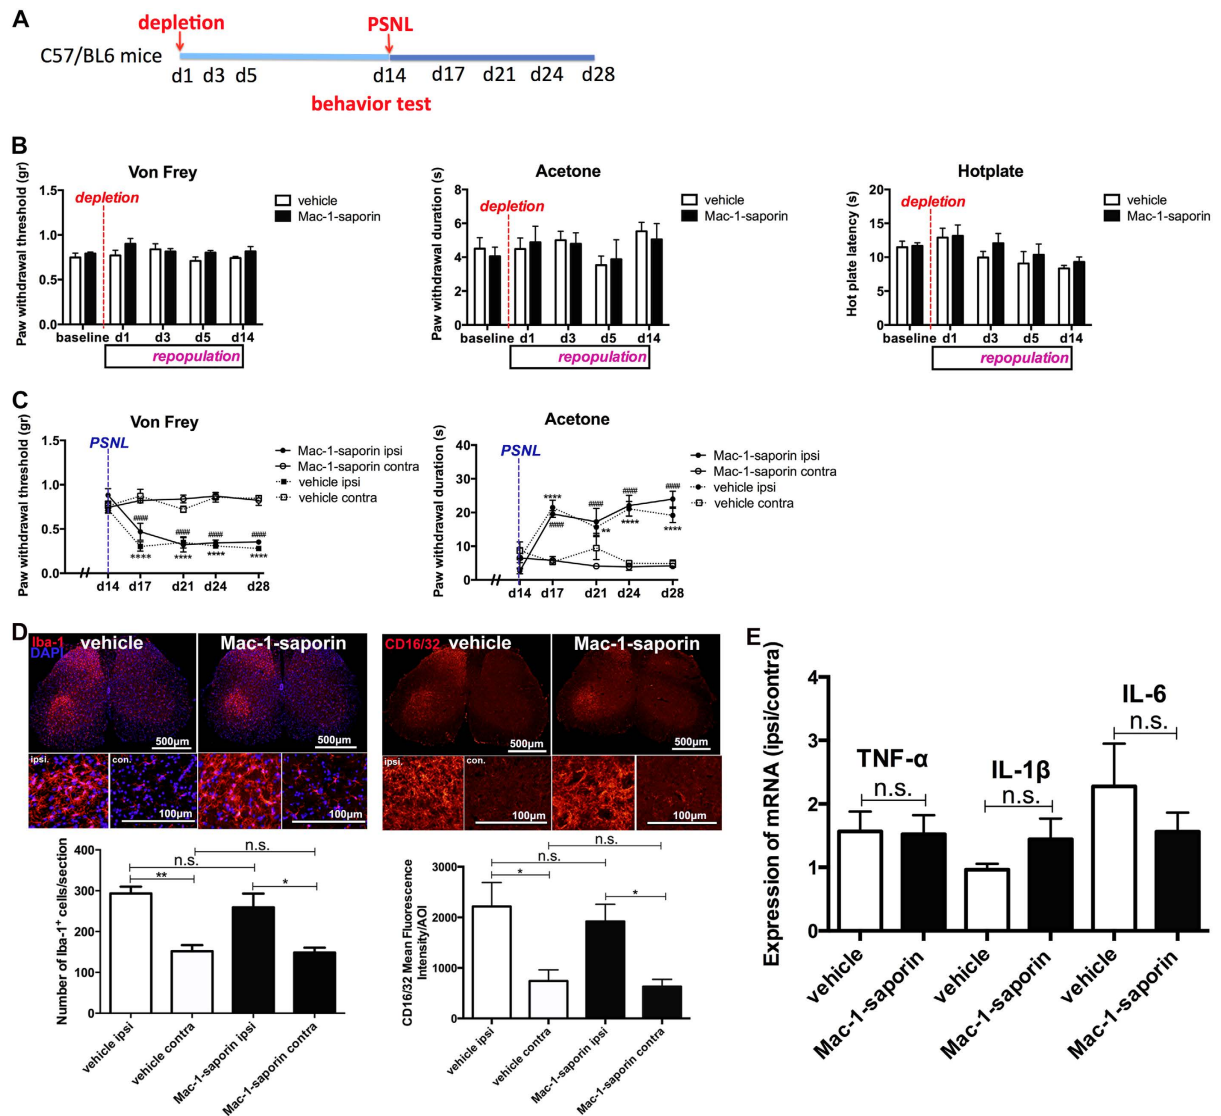 A
depletion
PSNL
C57/BL6 mice
d1 d3 d5 d14 d17 d21 d24 d28
behavior test
B
Von Frey
Paw withdrawal threshold (gr)
1.5
1.0
0.5
0.0
depletion
vehicle
Mac-1-saporin
baseline d1 d3 d5 d14
repopulation
Acetone
Paw withdrawal duration (s)
8
6
4
2
0
depletion
vehicle
Mac-1-saporin
baseline d1 d3 d5 d14
repopulation
Hotplate
Hot plate latency (s)
20
15
10
5
0
depletion
vehicle
Mac-1-saporin
baseline d1 d3 d5 d14
repopulation
C
Von Frey
Paw withdrawal threshold (gr)
1.5
1.0
0.5
0.0
PSNL
Mac-1-saporin ipsi
Mac-1-saporin contra
vehicle ipsi
vehicle contra
#### #### #### ####
**** **** **** ****
d14 d17 d21 d24 d28
Acetone
Paw withdrawal duration (s)
40
30
20
10
0
PSNL
Mac-1-saporin ipsi
Mac-1-saporin contra
vehicle ipsi
vehicle contra
**** #### #### ####
#### ** **** ****
d14 d17 d21 d24 d28
D
Iba-1
DAPI
vehicle
Mac-1-saporin
500μm
500μm
ipsi.
con.
100μm
100μm
CD16/32
vehicle
Mac-1-saporin
500μm
500μm
ipsi.
con.
100μm
100μm
Number of Iba-1+ cells/section
400
300
200
100
0
n.s.
n.s.
**
*
vehicle ipsi
vehicle contra
Mac-1-saporin ipsi
Mac-1-saporin contra
CD16/32 Mean Fluorescence
Intensity/AOI
3000
2000
1000
0
n.s.
n.s.
*
*
vehicle ipsi
vehicle contra
Mac-1-saporin ipsi
Mac-1-saporin contra
E
Expression of mRNA (ipsi/contra)
4
3
2
1
0
TNF-α
n.s.
IL-1β
n.s.
IL-6
n.s.
vehicle
Mac-1-saporin
vehicle
Mac-1-saporin
vehicle
Mac-1-saporin